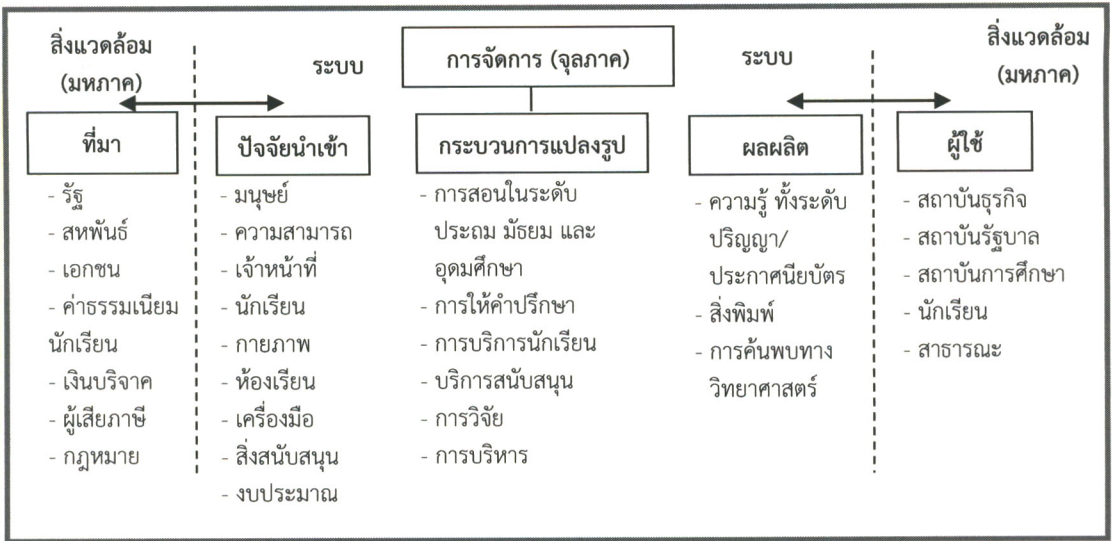 สิ่งแวดล้อม
(มหภาค)
ระบบ
การจัดการ (จุลภาค)
ระบบ
สิ่งแวดล้อม
(มหภาค)
ที่มา
- รัฐ
- สหพันธ์
- เอกชน
- ค่าธรรมเนียม
นักเรียน
- เงินบริจาค
- ผู้เสียภาษี
- กฎหมาย
ปัจจัยนำเข้า
- มนุษย์
- ความสามารถ
- เจ้าหน้าที่
- นักเรียน
- กายภาพ
- ห้องเรียน
- เครื่องมือ
- สิ่งสนับสนุน
- งบประมาณ
กระบวนการแปลงรูป
- การสอนในระดับ
ประถม มัธยม และ
อุดมศึกษา
- การให้คำปรึกษา
- การบริการนักเรียน
- บริการสนับสนุน
- การวิจัย
- การบริหาร
ผลผลิต
- ความรู้ ทั้งระดับ
ปริญญา/
ประกาศนียบัตร
- สิ่งพิมพ์
- การค้นพบทาง
วิทยาศาสตร์
ผู้ใช้
- สถาบันธุรกิจ
- สถาบันรัฐบาล
- สถาบันการศึกษา
- นักเรียน
- สาธารณะ